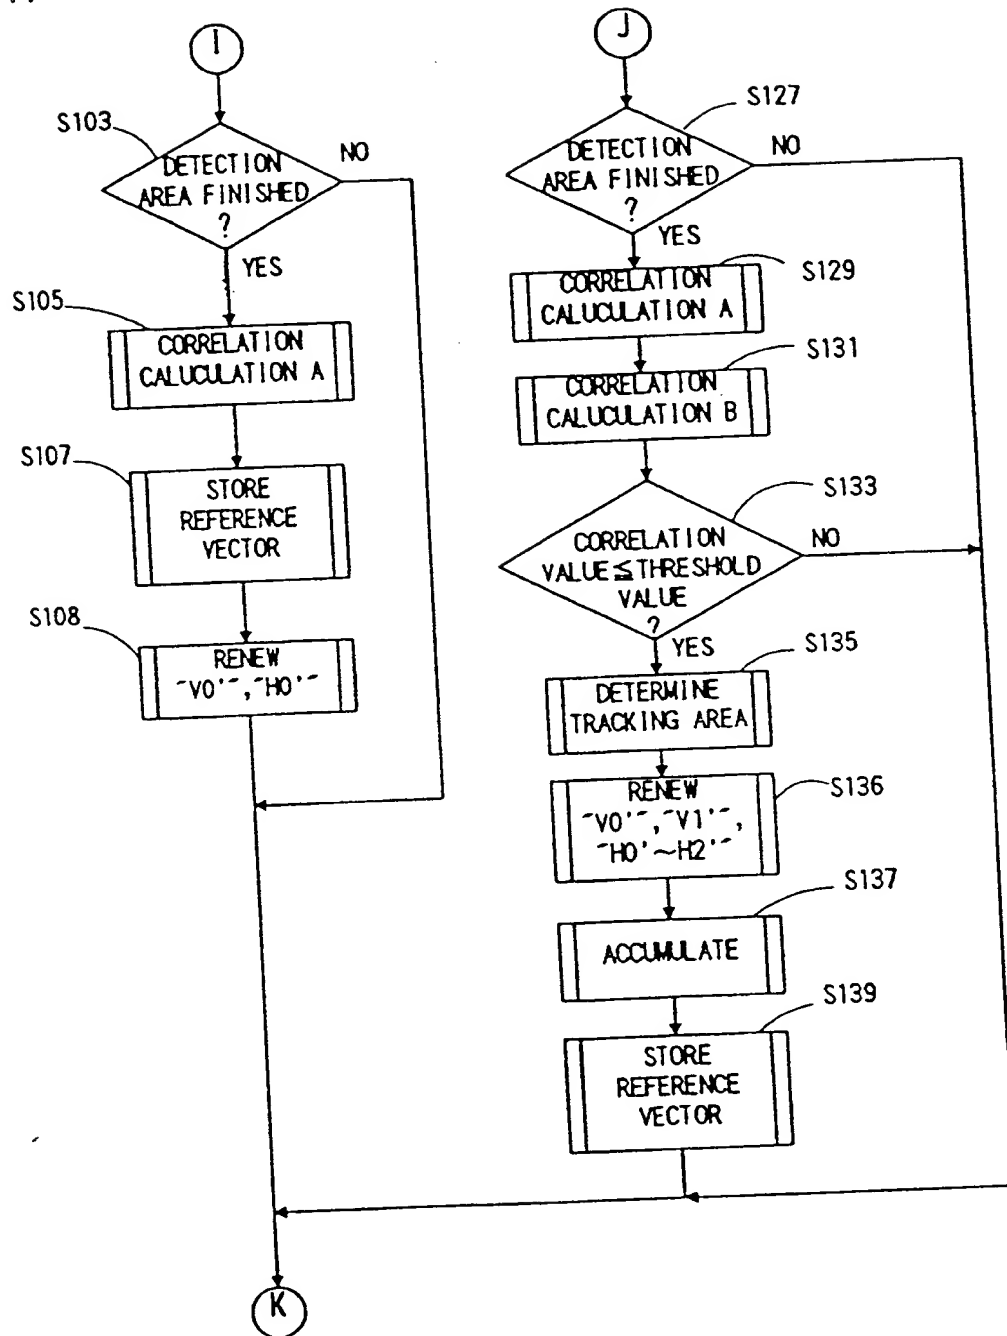 I
S103
DETECTION
AREA FINISHED
?
NO
YES
S105
CORRELATION
CALUCULATION A
S107
STORE
REFERENCE
VECTOR
S108
RENEW
~V0'~,~H0'~
J
S127
DETECTION
AREA FINISHED
?
NO
YES
S129
CORRELATION
CALUCULATION A
S131
CORRELATION
CALUCULATION B
S133
CORRELATION
VALUE≦THRESHOLD
VALUE
?
NO
YES
S135
DETERMINE
TRACKING AREA
S136
RENEW
~V0'~,~V1'~,
~H0'~H2'~
S137
ACCUMULATE
S139
STORE
REFERENCE
VECTOR
K